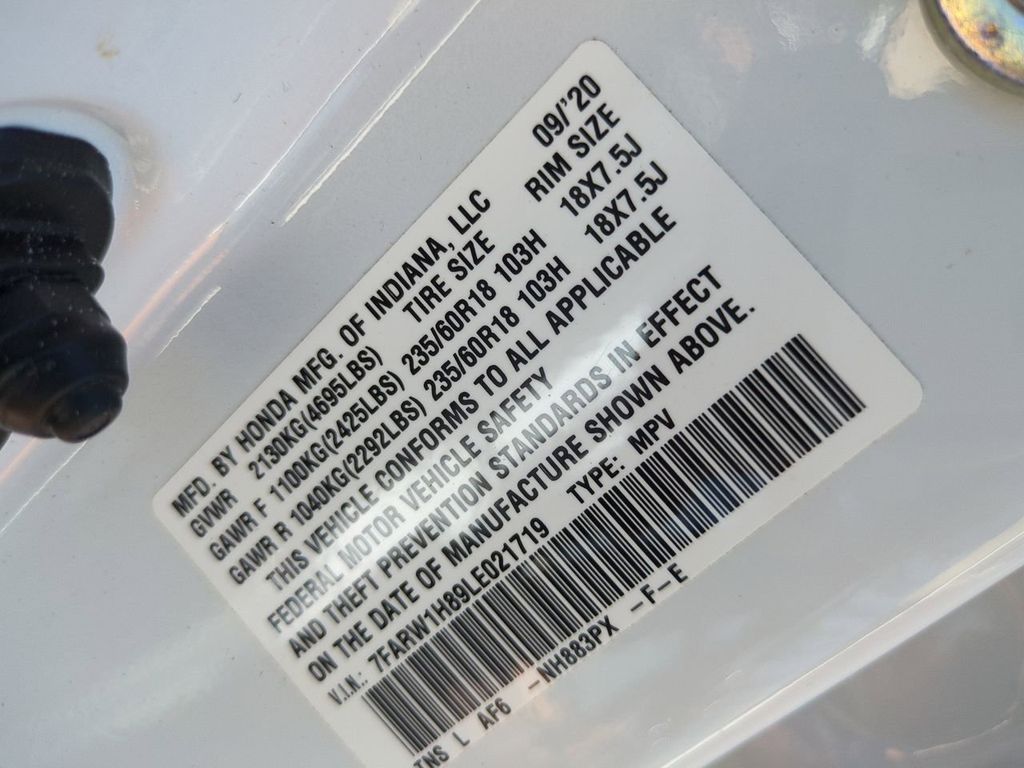 MFD. BY HONDA MFG. OF INDIANA, LLC 09/'20
GVWR 2130KG(4695LBS) TIRE SIZE RIM SIZE
GAWR F 1100KG(2425LBS) 235/60R18 103H 18X7.5J
GAWR R 1040KG(2292LBS) 235/60R18 103H 18X7.5J
THIS VEHICLE CONFORMS TO ALL APPLICABLE
FEDERAL MOTOR VEHICLE SAFETY
AND THEFT PREVENTION STANDARDS IN EFFECT
ON THE DATE OF MANUFACTURE SHOWN ABOVE.
V.I.N.: 7FARW1H89LE021719 TYPE: MPV
TNS L AF6 -NH883PX -F-E